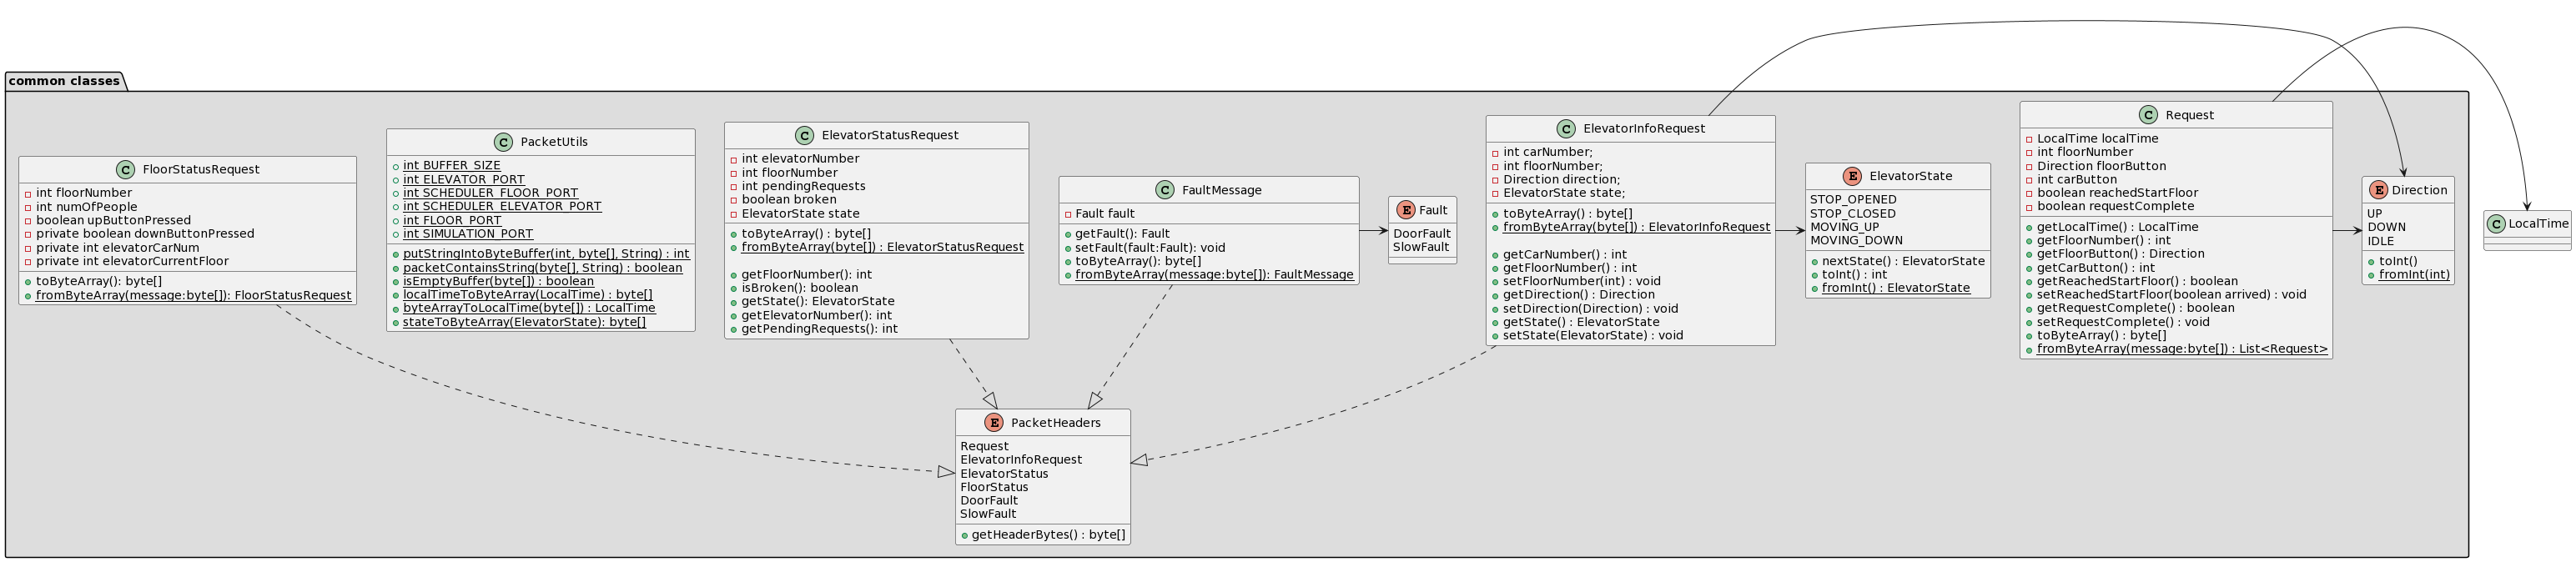 common classes
C FloorStatusRequest
int floorNumber
int numOfPeople
boolean upButtonPressed
private boolean downButtonPressed
private int elevatorCarNum
private int elevatorCurrentFloor
toByteArray(): byte[]
fromByteArray(message:byte[]): FloorStatusRequest
C PacketUtils
int BUFFER_SIZE
int ELEVATOR_PORT
int SCHEDULER_FLOOR_PORT
int SCHEDULER_ELEVATOR_PORT
int FLOOR_PORT
int SIMULATION_PORT
putStringIntoByteBuffer(int, byte[], String) : int
packetContainsString(byte[], String) : boolean
isEmptyBuffer(byte[]) : boolean
localTimeToByteArray(LocalTime) : byte[]
byteArrayToLocalTime(byte[]) : LocalTime
stateToByteArray(ElevatorState): byte[]
C ElevatorStatusRequest
int elevatorNumber
int floorNumber
int pendingRequests
boolean broken
ElevatorState state
toByteArray() : byte[]
fromByteArray(byte[]) : ElevatorStatusRequest
getFloorNumber(): int
isBroken(): boolean
getState(): ElevatorState
getElevatorNumber(): int
getPendingRequests(): int
C FaultMessage
Fault fault
getFault(): Fault
setFault(fault:Fault): void
toByteArray(): byte[]
fromByteArray(message:byte[]): FaultMessage
E Fault
DoorFault
SlowFault
C ElevatorInfoRequest
int carNumber;
int floorNumber;
Direction direction;
ElevatorState state;
toByteArray() : byte[]
fromByteArray(byte[]) : ElevatorInfoRequest
getCarNumber() : int
getFloorNumber() : int
setFloorNumber(int) : void
getDirection() : Direction
setDirection(Direction) : void
getState() : ElevatorState
setState(ElevatorState) : void
E ElevatorState
STOP_OPENED
STOP_CLOSED
MOVING_UP
MOVING_DOWN
nextState() : ElevatorState
toInt() : int
fromInt() : ElevatorState
C Request
LocalTime localTime
int floorNumber
Direction floorButton
int carButton
boolean reachedStartFloor
boolean requestComplete
getLocalTime() : LocalTime
getFloorNumber() : int
getFloorButton() : Direction
getCarButton() : int
getReachedStartFloor() : boolean
setReachedStartFloor(boolean arrived) : void
getRequestComplete() : boolean
setRequestComplete() : void
toByteArray() : byte[]
fromByteArray(message:byte[]) : List<Request>
E Direction
UP
DOWN
IDLE
toInt()
fromInt(int)
C LocalTime
E PacketHeaders
Request
ElevatorInfoRequest
ElevatorStatus
FloorStatus
DoorFault
SlowFault
getHeaderBytes() : byte[]